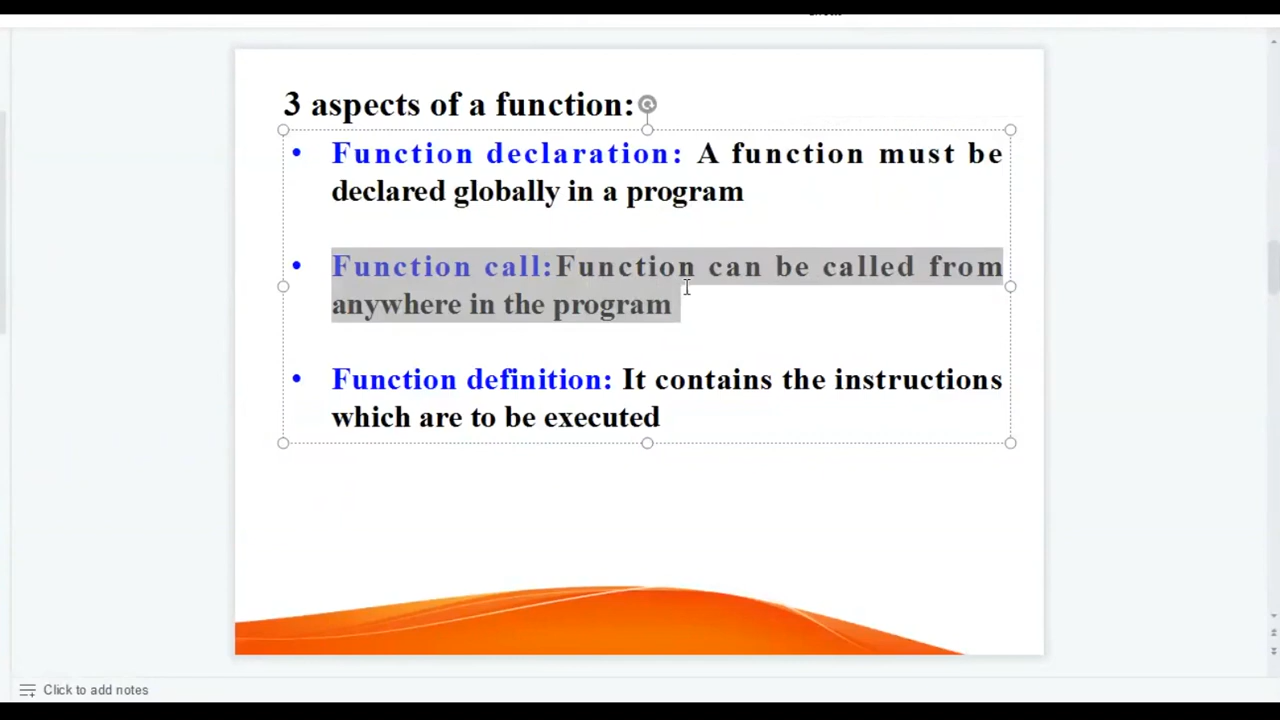 3 aspects of a function:
• Function declaration: A function must be
declared globally in a program
• Function call:Function can be called from
anywhere in the program
• Function definition: It contains the instructions
which are to be executed
Click to add notes